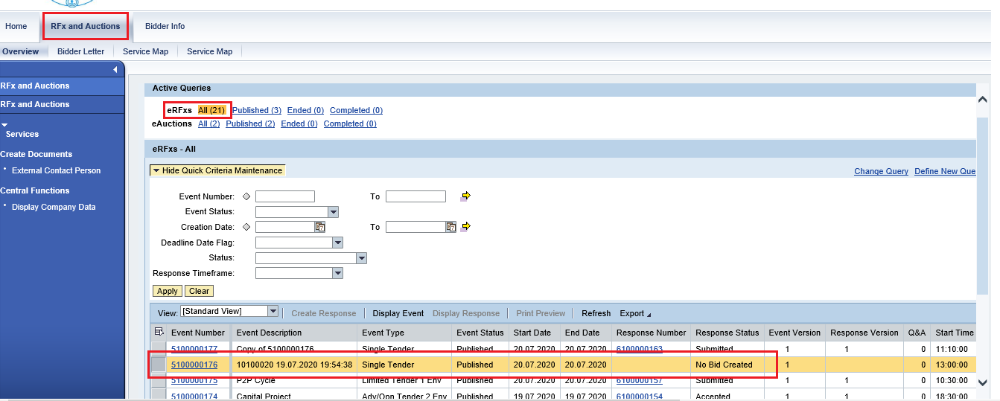 Home RFx and Auctions Bidder Info
Overview Bidder Letter Service Map Service Map
RFx and Auctions
RFx and Auctions
Services
Create Documents
External Contact Person
Central Functions
Display Company Data
Active Queries
eRFxs All (21) Published (3) Ended (0) Completed (0)
eAuctions All (2) Published (2) Ended (0) Completed (0)
eRFxs - All
Hide Quick Criteria Maintenance Change Query Define New Que
Event Number: To
Event Status:
Creation Date: To
Deadline Date Flag:
Status:
Response Timeframe:
Apply Clear
View: [Standard View] Create Response Display Event Display Response Print Preview Refresh Export
Event Number Event Description Event Type Event Status Start Date End Date Response Number Response Status Event Version Response Version Q&A Start Time
5100000177 Copy of 5100000176 Single Tender Published 20.07.2020 20.07.2020 6100000163 Submitted 1 1 0 11:10:00
5100000176 10100020 19.07.2020 19:54:38 Single Tender Published 20.07.2020 20.07.2020 No Bid Created 1 0 13:00:00
5100000175 P2P Cycle Limited Tender 1 Env Published 20.07.2020 20.07.2020 6100000157 Submitted 1 1 0 10:30:00
5100000174 Capital Project Adv/Opn Tender 2 Env Published 19.07.2020 19.07.2020 6100000154 Accepted 1 1 0 18:30:00